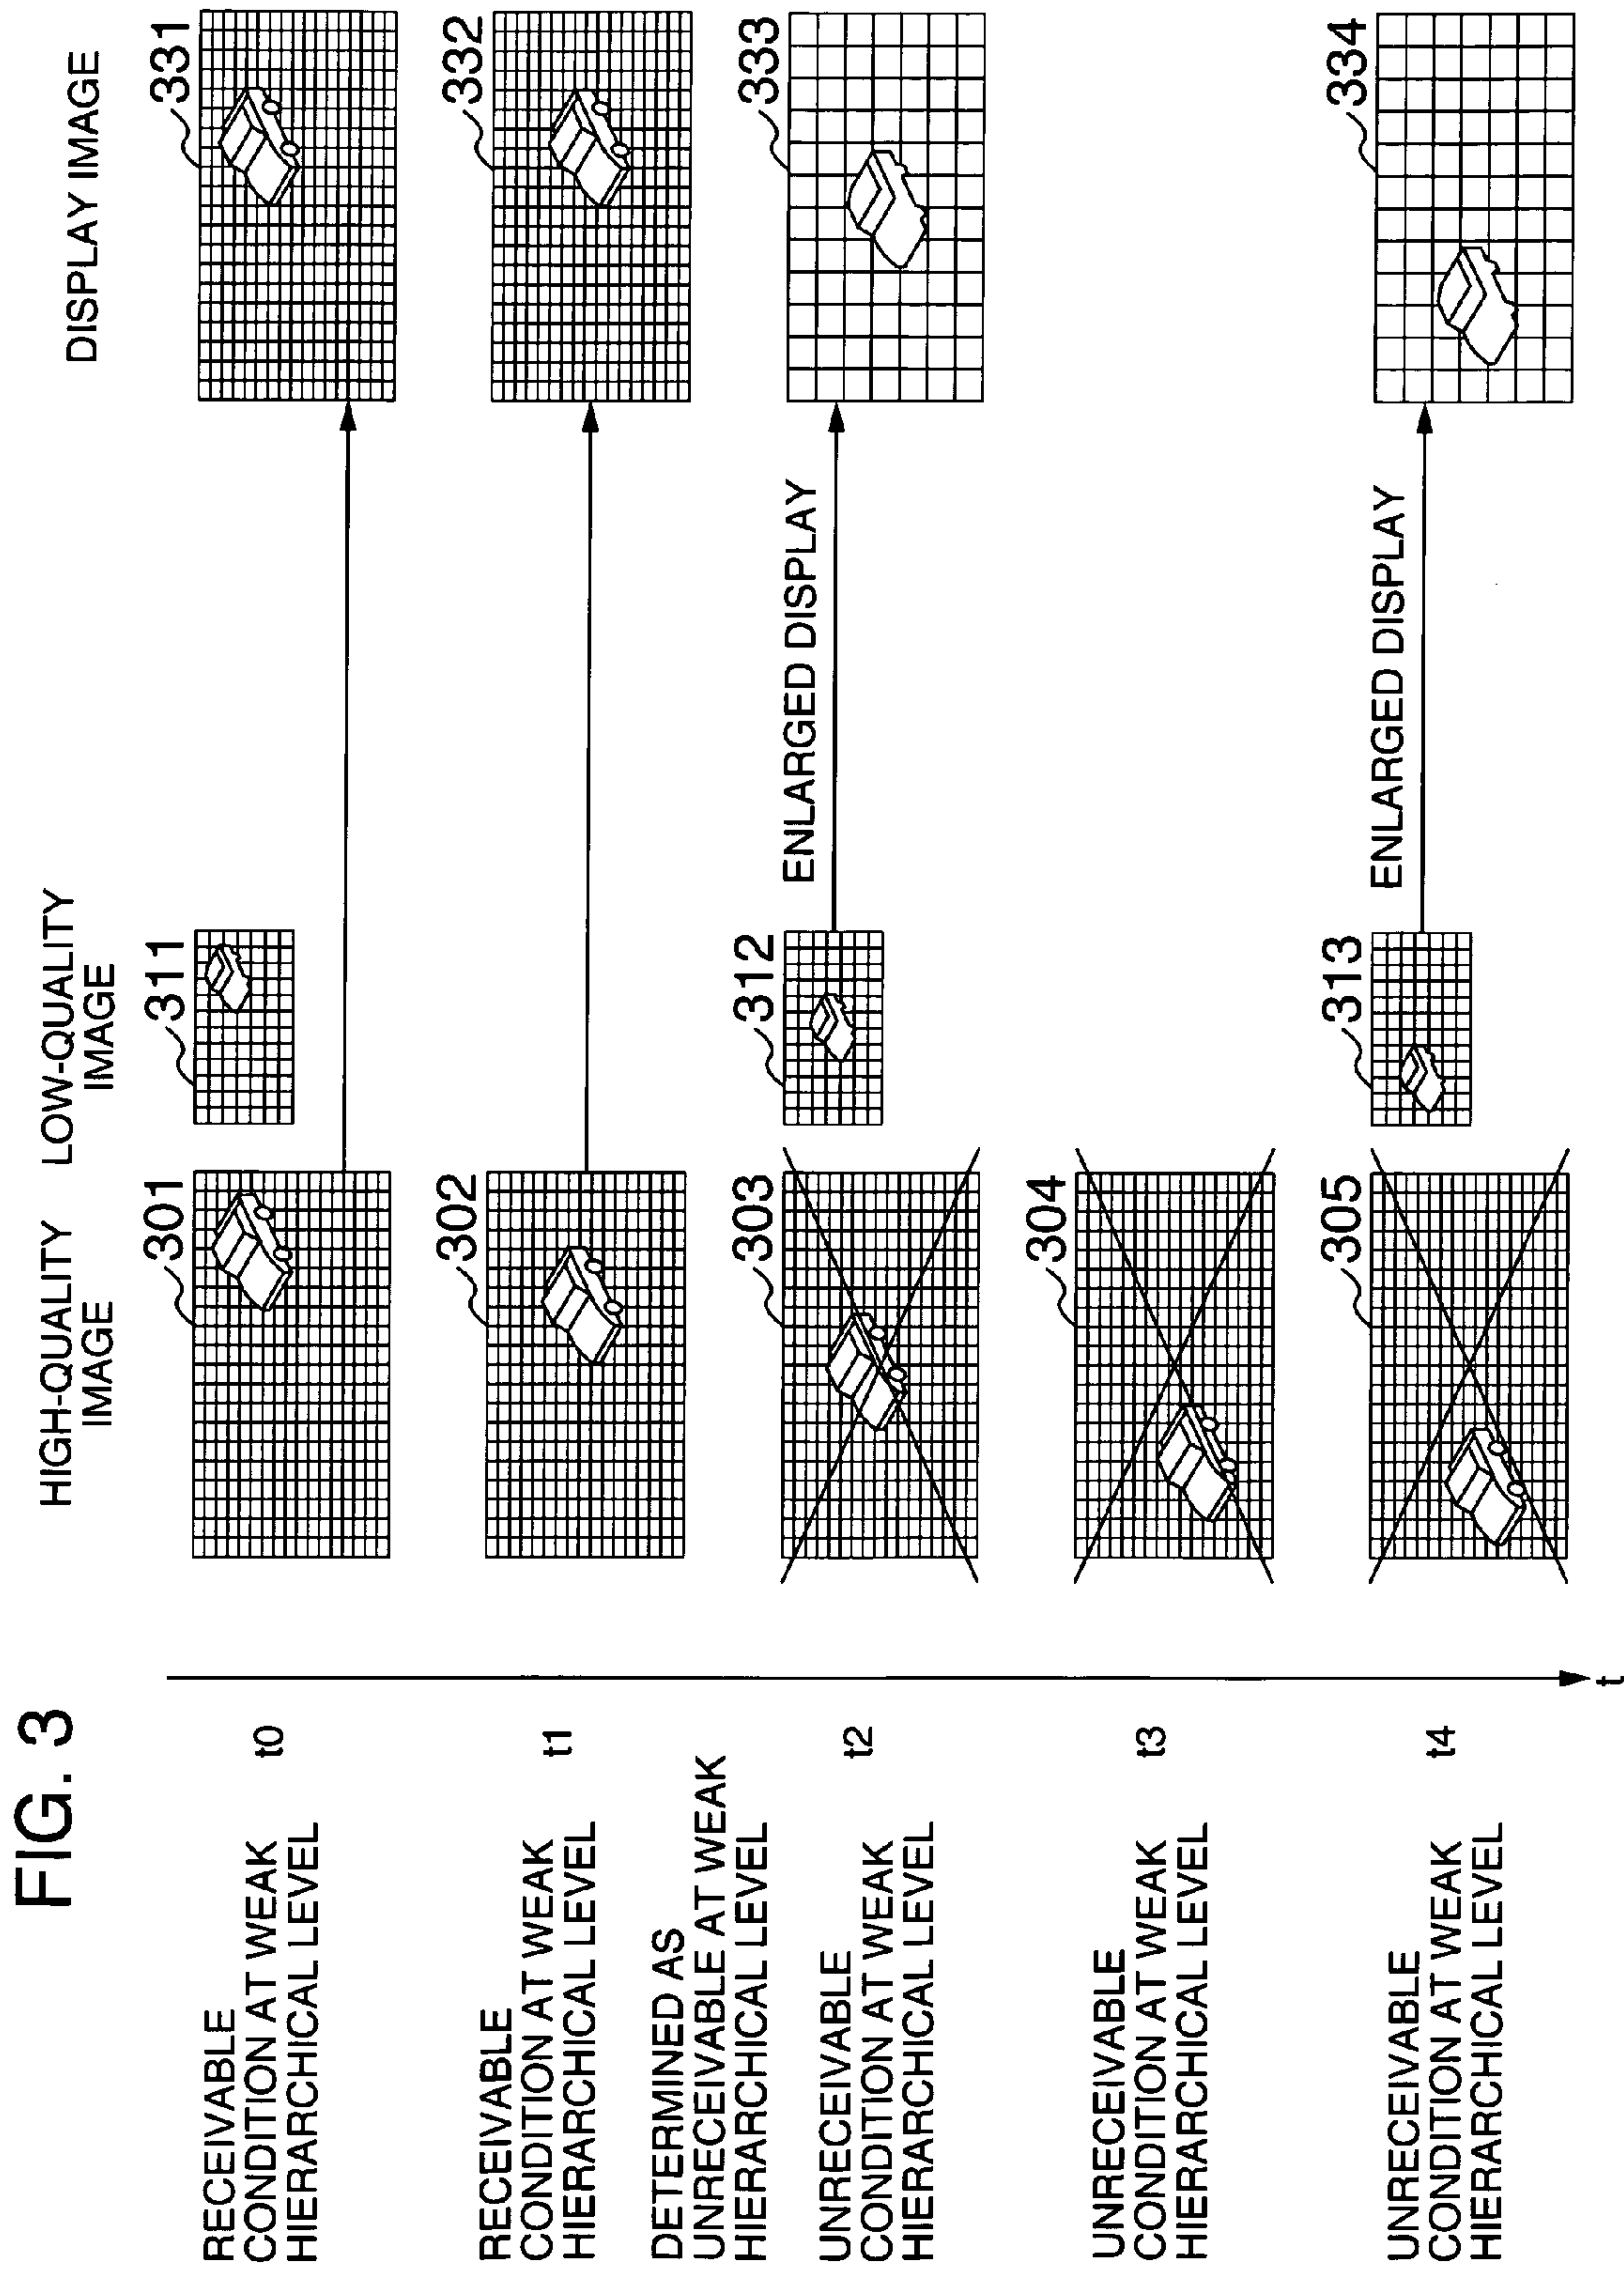 FIG. 3
HIGH-QUALITY
IMAGE
LOW-QUALITY
IMAGE
DISPLAY IMAGE
RECEIVABLE
CONDITION AT WEAK
HIERARCHICAL LEVEL
t0
301
311
331
RECEIVABLE
CONDITION AT WEAK
HIERARCHICAL LEVEL
t1
302
332
DETERMINED AS
UNRECEIVABLE AT WEAK
HIERARCHICAL LEVEL
UNRECEIVABLE
CONDITION AT WEAK
HIERARCHICAL LEVEL
t2
303
312
ENLARGED DISPLAY
333
UNRECEIVABLE
CONDITION AT WEAK
HIERARCHICAL LEVEL
t3
304
UNRECEIVABLE
CONDITION AT WEAK
HIERARCHICAL LEVEL
t4
305
313
ENLARGED DISPLAY
334
t